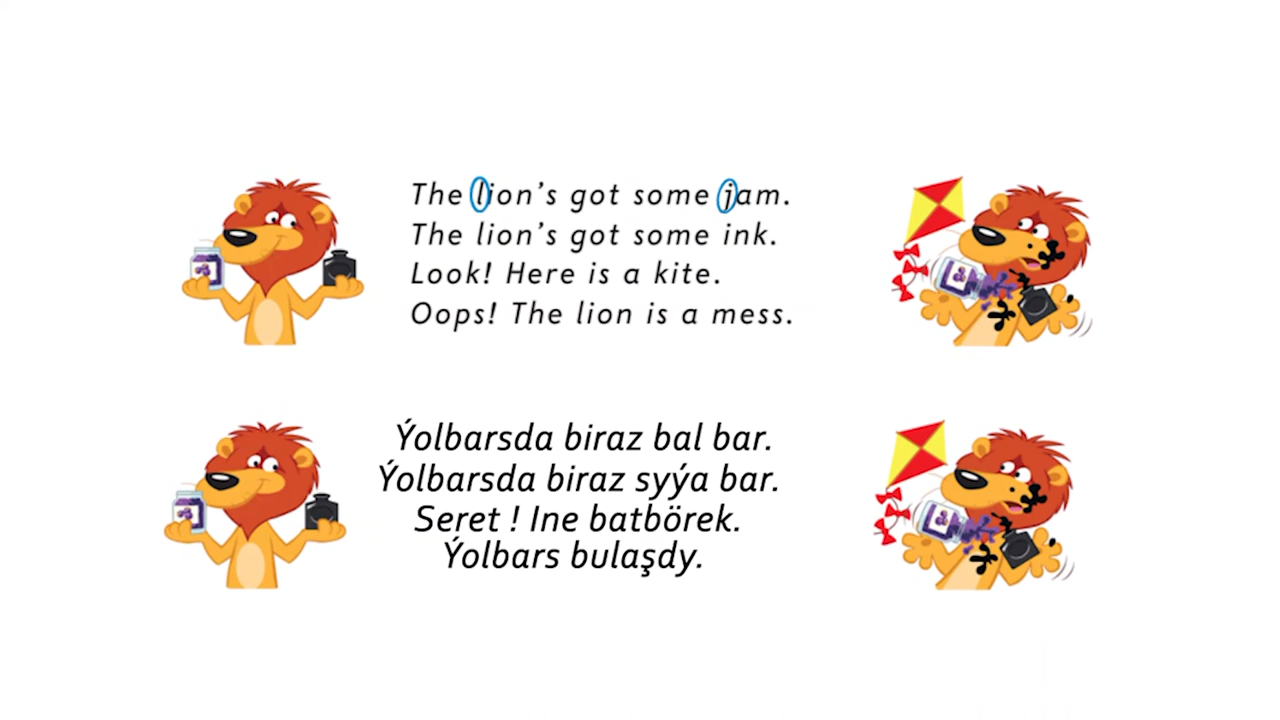 The lion’s got some jam.
The lion’s got some ink.
Look! Here is a kite.
Oops! The lion is a mess.
Ýolbarsda biraz bal bar.
Ýolbarsda biraz syýa bar.
Seret ! Ine batbörek.
Ýolbars bulaşdy.